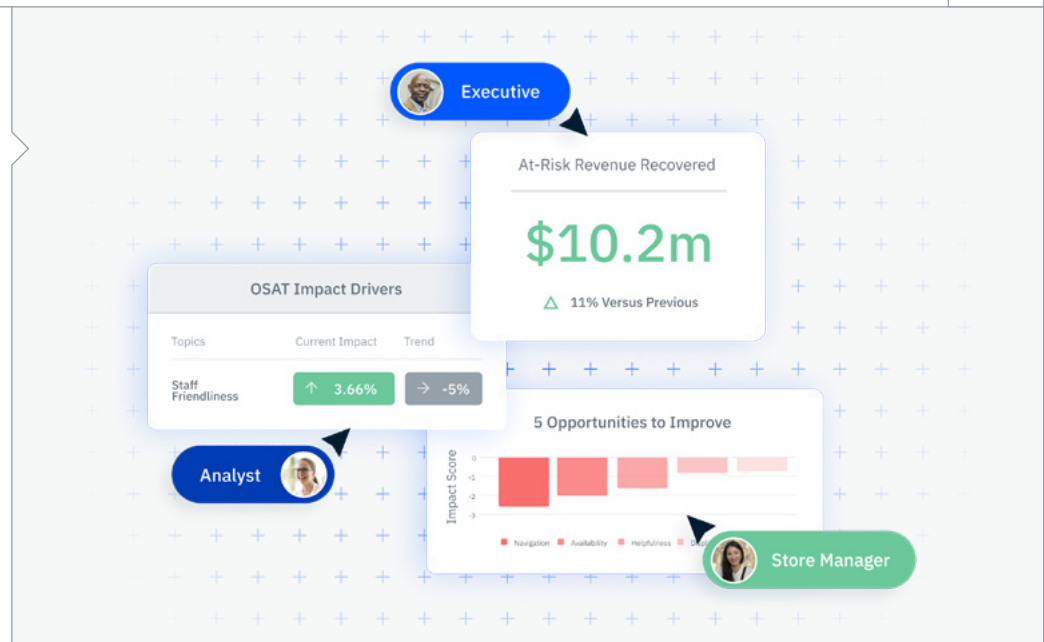 Executive
At-Risk Revenue Recovered
$10.2m
11% Versus Previous
OSAT Impact Drivers
Topics Current Impact Trend
Staff
Friendliness
↑ 3.66% → -5%
Analyst
5 Opportunities to Improve
Impact Score
0
-1
-2
-3
Navigation Availability Helpfulness
Store Manager